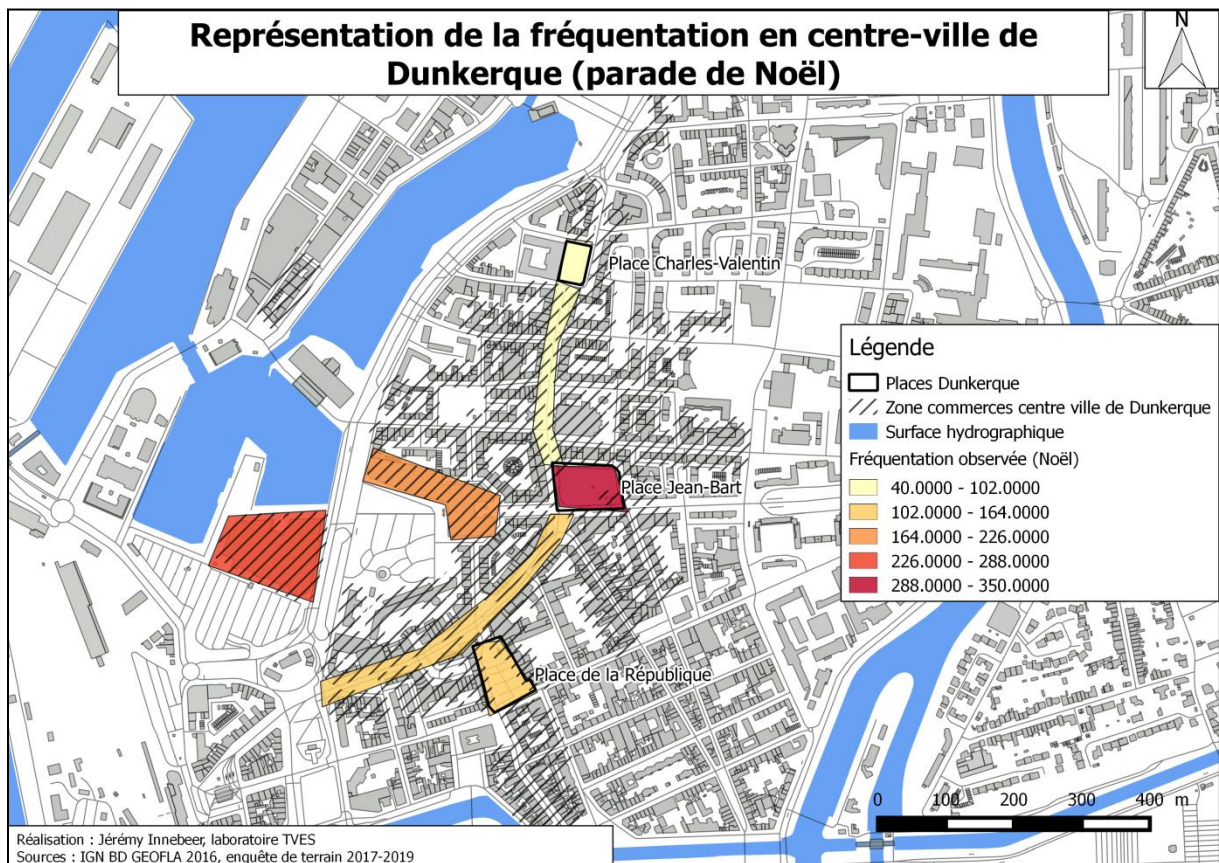 Représentation de la fréquentation en centre-ville de
Dunkerque (parade de Noël)
N
Place Charles-Valentin
Place Jean-Bart
Place de la République
Légende
Places Dunkerque
Zone commerces centre ville de Dunkerque
Surface hydrographique
Fréquentation observée (Noël)
40.0000 - 102.0000
102.0000 - 164.0000
164.0000 - 226.0000
226.0000 - 288.0000
288.0000 - 350.0000
0 100 200 300 400 m
Réalisation : Jérémy Innebeer, laboratoire TVES
Sources : IGN BD GEOFLA 2016, enquête de terrain 2017-2019